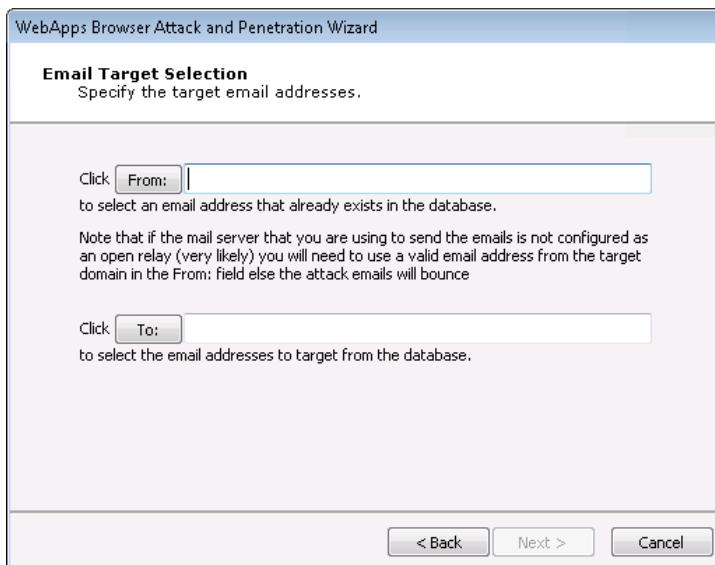 WebApps Browser Attack and Penetration Wizard
Email Target Selection
Specify the target email addresses.
Click From:
to select an email address that already exists in the database.
Note that if the mail server that you are using to send the emails is not configured as
an open relay (very likely) you will need to use a valid email address from the target
domain in the From: field else the attack emails will bounce
Click To:
to select the email addresses to target from the database.
< Back Next > Cancel